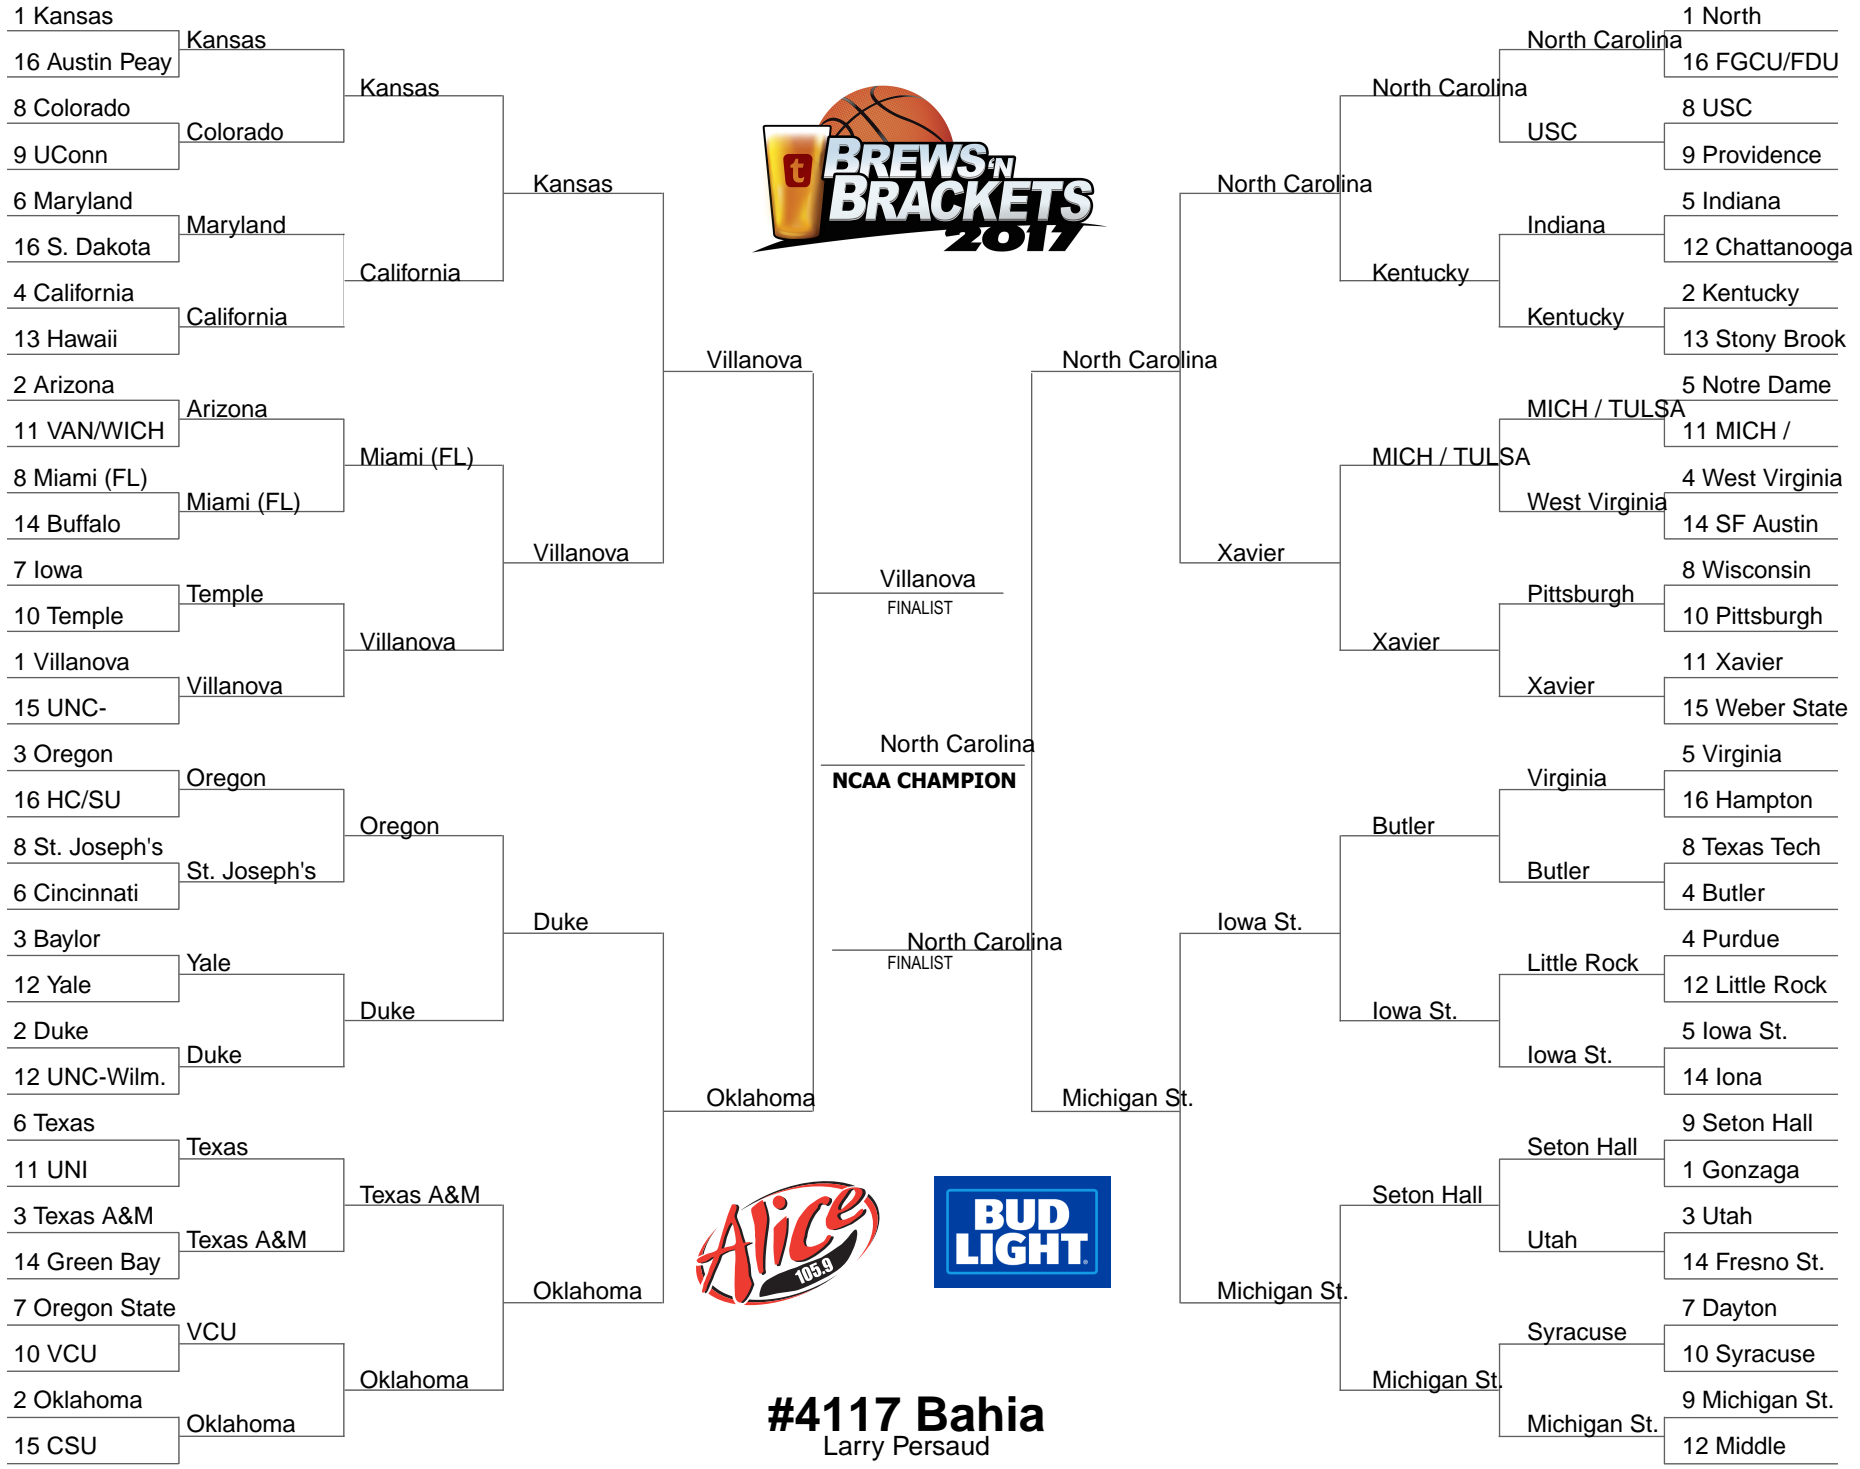 1 Kansas
16 Austin Peay
8 Colorado
9 UConn
6 Maryland
16 S. Dakota
4 California
13 Hawaii
2 Arizona
11 VAN/WICH
8 Miami (FL)
14 Buffalo
7 Iowa
10 Temple
1 Villanova
15 UNC-
3 Oregon
16 HC/SU
8 St. Joseph's
6 Cincinnati
3 Baylor
12 Yale
2 Duke
12 UNC-Wilm.
6 Texas
11 UNI
3 Texas A&M
14 Green Bay
7 Oregon State
10 VCU
2 Oklahoma
15 CSU
Kansas
Colorado
Maryland
California
Arizona
Miami (FL)
Temple
Villanova
Oregon
St. Joseph's
Yale
Duke
Texas
Texas A&M
VCU
Oklahoma
Kansas
California
Miami (FL)
Villanova
Oregon
Duke
Texas A&M
Oklahoma
Kansas
Villanova
Duke
Oklahoma
Villanova
Oklahoma
t
BREWS 'N
BRACKETS
2017
Villanova
FINALIST
North Carolina
NCAA CHAMPION
North Carolina
FINALIST
Alice
105.9
BUD
LIGHT
#4117 Bahia
Larry Persaud
North Carolina
Michigan St.
North Carolina
Xavier
Iowa St.
Michigan St.
North Carolina
Kentucky
MICH / TULSA
Xavier
Butler
Iowa St.
Seton Hall
Michigan St.
North Carolina
USC
Indiana
Kentucky
MICH / TULSA
West Virginia
Pittsburgh
Xavier
Virginia
Butler
Little Rock
Iowa St.
Seton Hall
Utah
Syracuse
Michigan St.
1 North
16 FGCU/FDU
8 USC
9 Providence
5 Indiana
12 Chattanooga
2 Kentucky
13 Stony Brook
5 Notre Dame
11 MICH /
4 West Virginia
14 SF Austin
8 Wisconsin
10 Pittsburgh
11 Xavier
15 Weber State
5 Virginia
16 Hampton
8 Texas Tech
4 Butler
4 Purdue
12 Little Rock
5 Iowa St.
14 Iona
9 Seton Hall
1 Gonzaga
3 Utah
14 Fresno St.
7 Dayton
10 Syracuse
9 Michigan St.
12 Middle